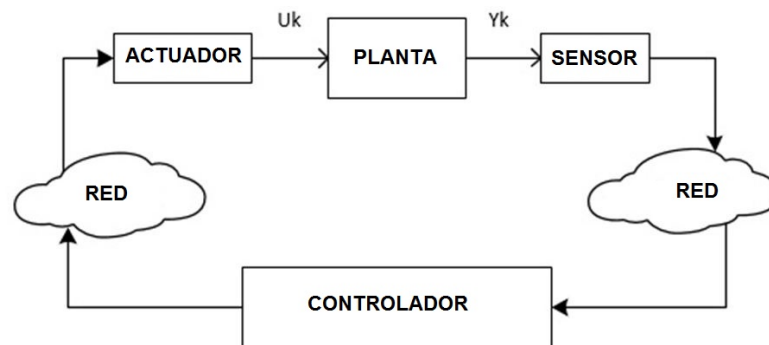 Uk
Yk
ACTUADOR
PLANTA
SENSOR
RED
RED
CONTROLADOR